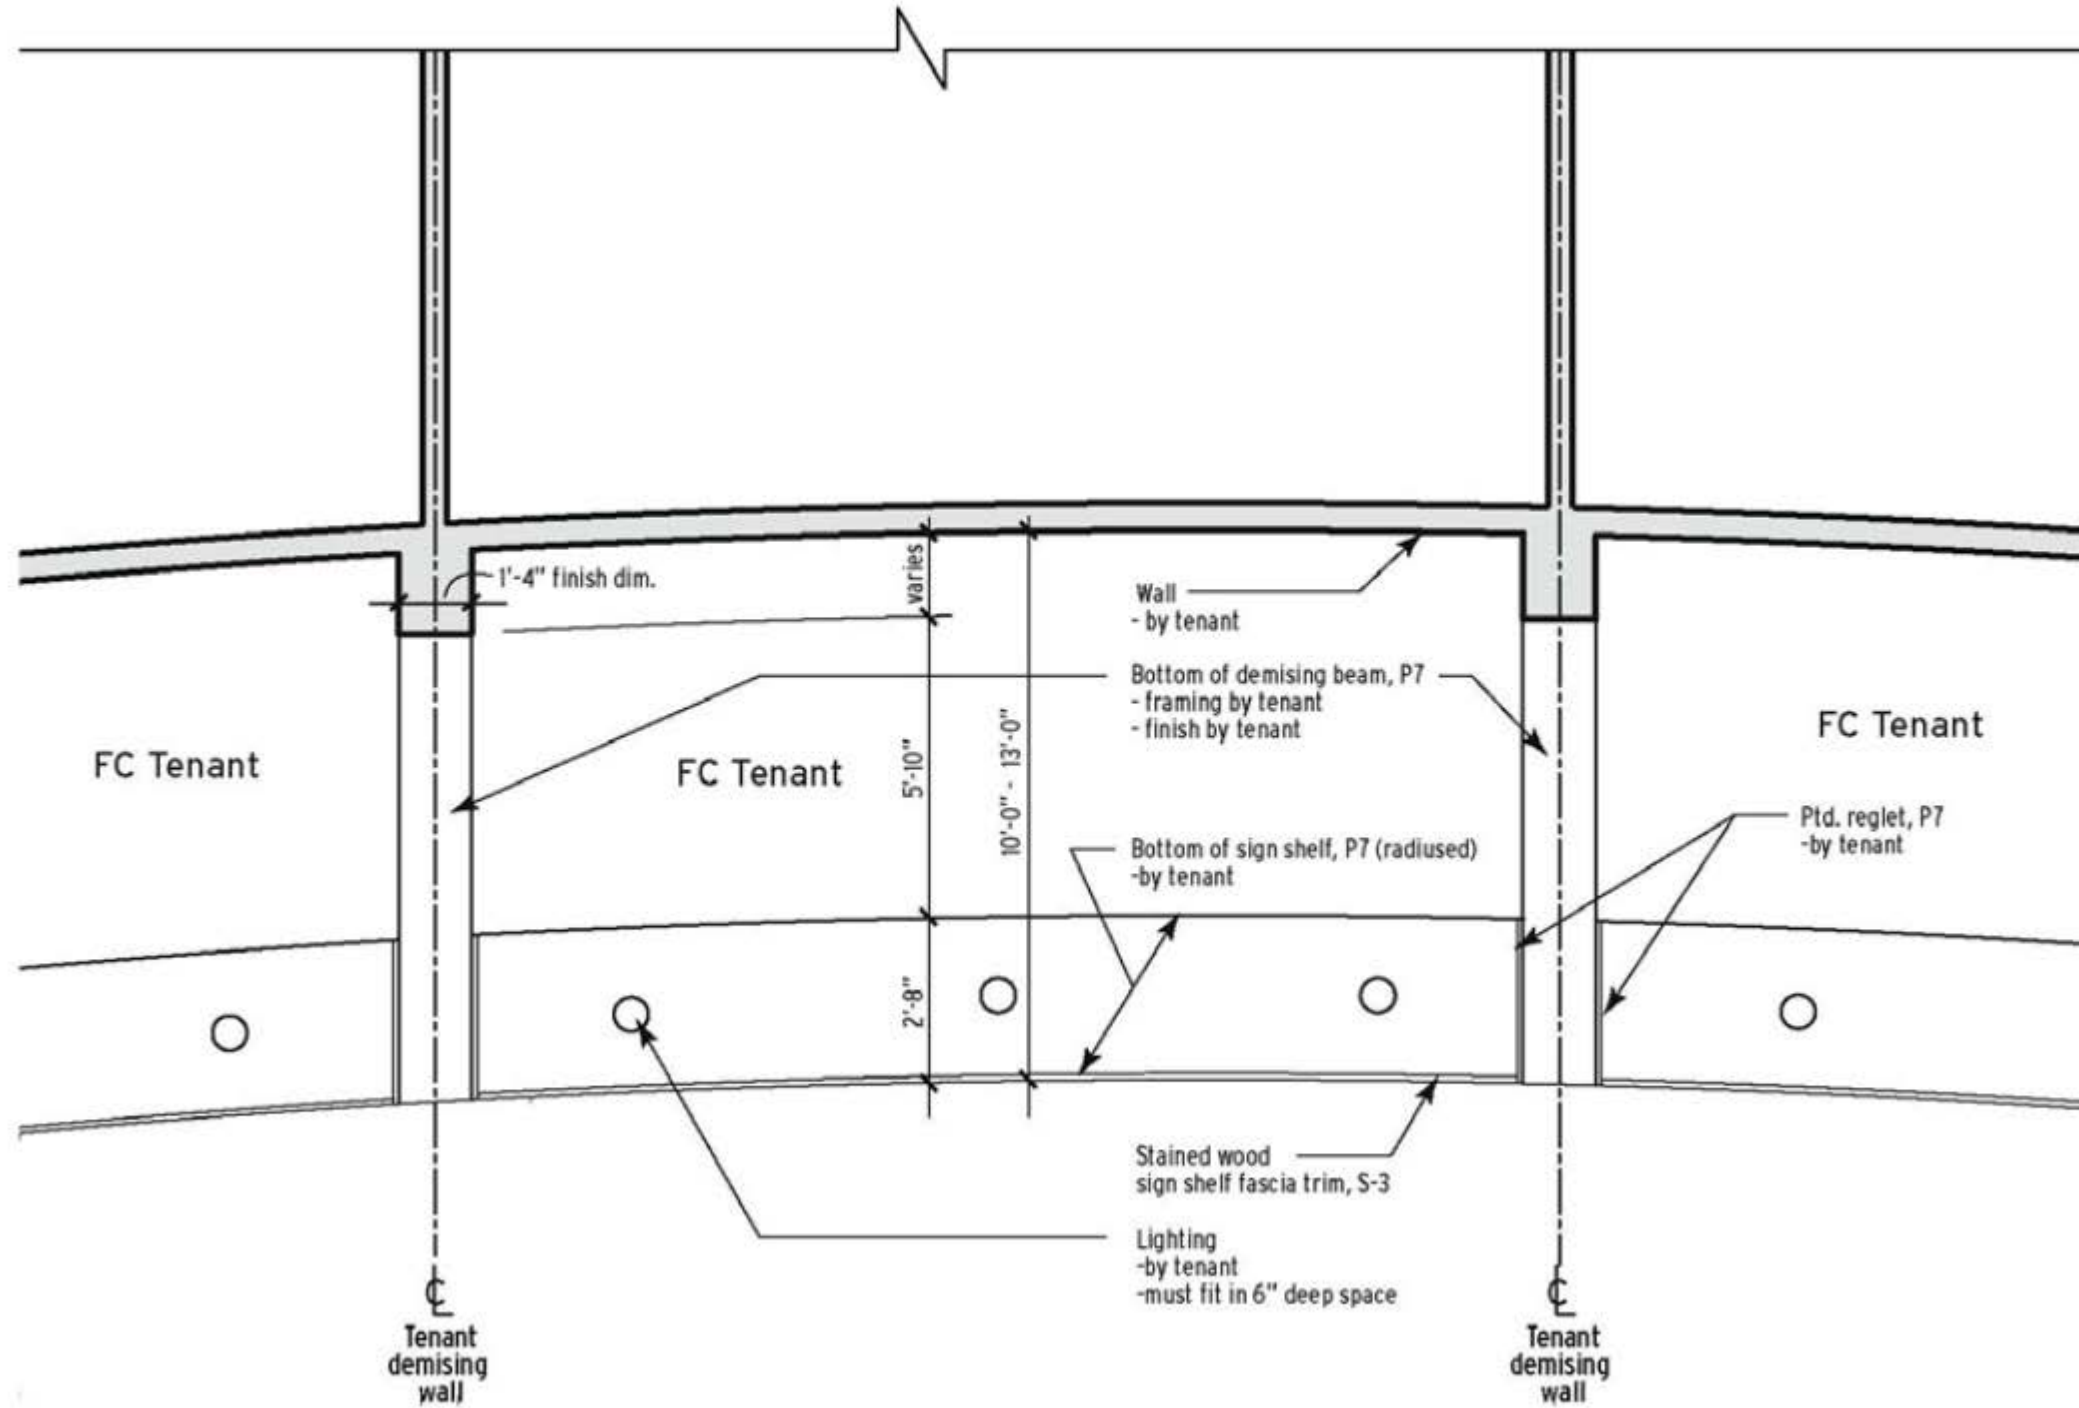 1'-4" finish dim.
varies
Wall
- by tenant
Bottom of demising beam, P7
- framing by tenant
- finish by tenant
FC Tenant
FC Tenant
FC Tenant
5'-10"
10'-0" - 13'-0"
Ptd. reglet, P7
-by tenant
Bottom of sign shelf, P7 (radiused)
-by tenant
2'-8"
Stained wood
sign shelf fascia trim, S-3
Lighting
-by tenant
-must fit in 6" deep space
℄
Tenant
demising
wall
℄
Tenant
demising
wall